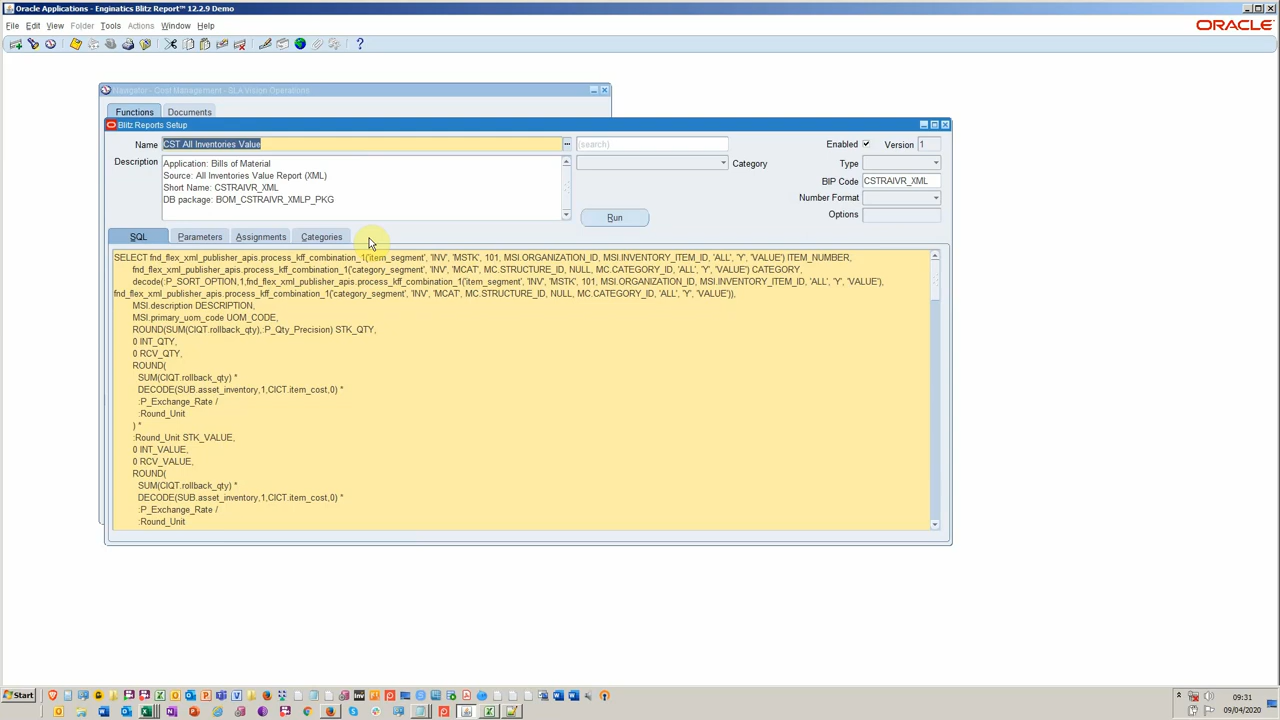 Oracle Applications - Enginatics Blitz Report™ 12.2.9 Demo
File Edit View Folder Tools Actions Window Help
ORACLE
Navigator - Cost Management - SLA Vision Operations
Functions Documents
Blitz Reports Setup
Name CST All Inventories Value (search) Enabled Version 1
Description Application: Bills of Material Category Type
Source: All Inventories Value Report (XML) BIP Code CSTRAIVR_XML
Short Name: CSTRAIVR_XML
DB package: BOM_CSTRAIVR_XMLP_PKG Number Format
Run Options
SQL Parameters Assignments Categories
SELECT fnd_flex_xml_publisher_apis.process_kff_combination_1('item_segment', 'INV', 'MSTK', 101, MSI.ORGANIZATION_ID, MSI.INVENTORY_ITEM_ID, 'ALL', 'Y', 'VALUE') ITEM_NUMBER,
fnd_flex_xml_publisher_apis.process_kff_combination_1('category_segment', 'INV', 'MCAT', MC.STRUCTURE_ID, NULL, MC.CATEGORY_ID, 'ALL', 'Y', 'VALUE') CATEGORY,
decode(:P_SORT_OPTION,1,fnd_flex_xml_publisher_apis.process_kff_combination_1('item_segment', 'INV', 'MSTK', 101, MSI.ORGANIZATION_ID, MSI.INVENTORY_ITEM_ID, 'ALL', 'Y', 'VALUE'),
fnd_flex_xml_publisher_apis.process_kff_combination_1('category_segment', 'INV', 'MCAT', MC.STRUCTURE_ID, NULL, MC.CATEGORY_ID, 'ALL', 'Y', 'VALUE')),
MSI.description DESCRIPTION,
MSI.primary_uom_code UOM_CODE,
ROUND(SUM(CIQT.rollback_qty),:P_Qty_Precision) STK_QTY,
0 INT_QTY,
0 RCV_QTY,
ROUND(
SUM(CIQT.rollback_qty) *
DECODE(SUB.asset_inventory,1,CICT.item_cost,0) *
:P_Exchange_Rate /
:Round_Unit
) *
:Round_Unit STK_VALUE,
0 INT_VALUE,
0 RCV_VALUE,
ROUND(
SUM(CIQT.rollback_qty) *
DECODE(SUB.asset_inventory,1,CICT.item_cost,0) *
:P_Exchange_Rate /
:Round_Unit
Start
09:31
09/04/2020